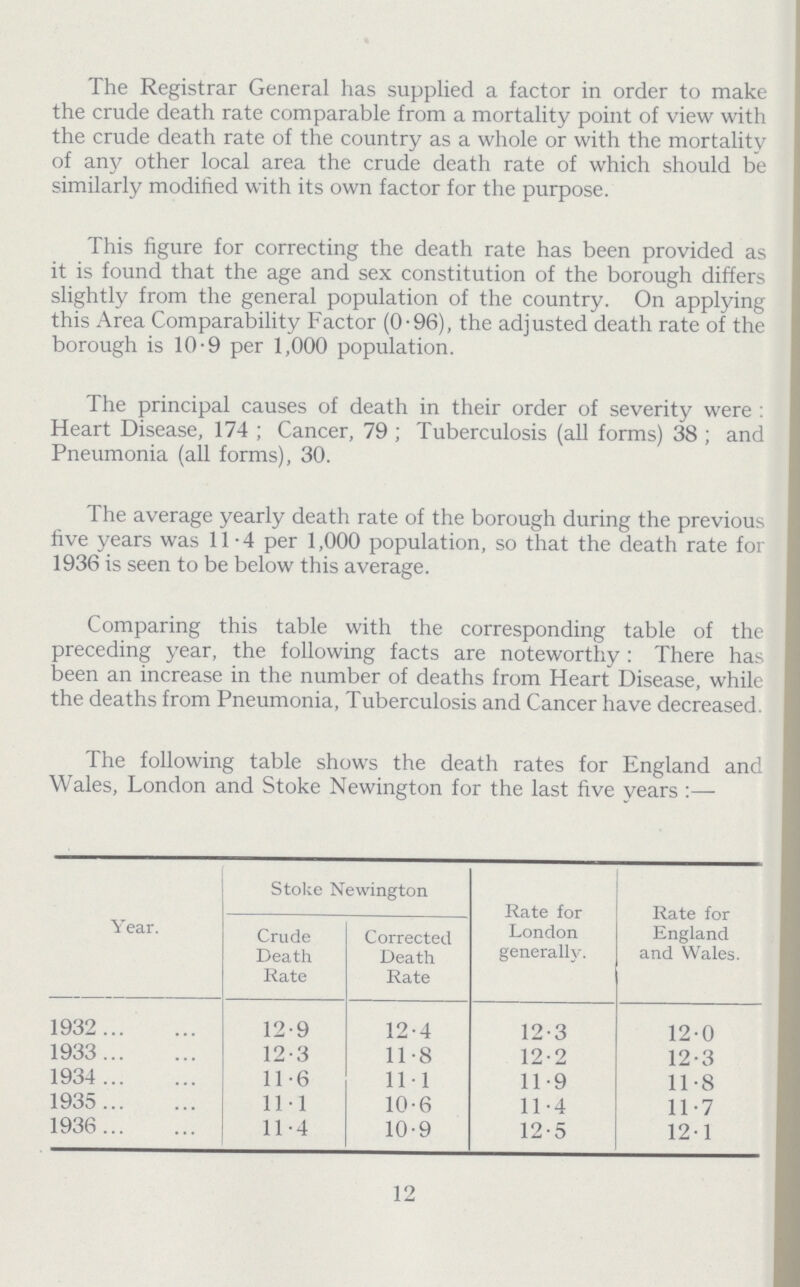 The Registrar General has supplied a factor in order to make
the crude death rate comparable from a mortality point of view with
the crude death rate of the country as a whole or with the mortality
of any other local area the crude death rate of which should be
similarly modified with its own factor for the purpose.
This figure for correcting the death rate has been provided as
it is found that the age and sex constitution of the borough differs
slightly from the general population of the country. On applying
this Area Comparability Factor (0·96), the adjusted death rate of the
borough is 10·9 per 1,000 population.
The principal causes of death in their order of severity were :
Heart Disease, 174 ; Cancer, 79 ; Tuberculosis (all forms) 38 ; and
Pneumonia (all forms), 30.
The average yearly death rate of the borough during the previous
five years was 11·4 per 1,000 population, so that the death rate for
1936 is seen to be below this average.
Comparing this table with the corresponding table of the
preceding year, the following facts are noteworthy : There has
been an increase in the number of deaths from Heart Disease, while
the deaths from Pneumonia, Tuberculosis and Cancer have decreased.
The following table shows the death rates for England and
Wales, London and Stoke Newington for the last five years :—
Year. | Stoke Newington | Rate for London generally. | Rate for England and Wales.
Crude Death Rate | Corrected Death Rate
1932 ... ... 12·9 12·4 12·3 12·0
1933 ... ... 12·3 11·8 12·2 12·3
1934 ... ... 11·6 11·1 11·9 11·8
1935 ... ... 11·1 10·6 11·4 11·7
1936 ... ... 11·4 10·9 12·5 12·1
12